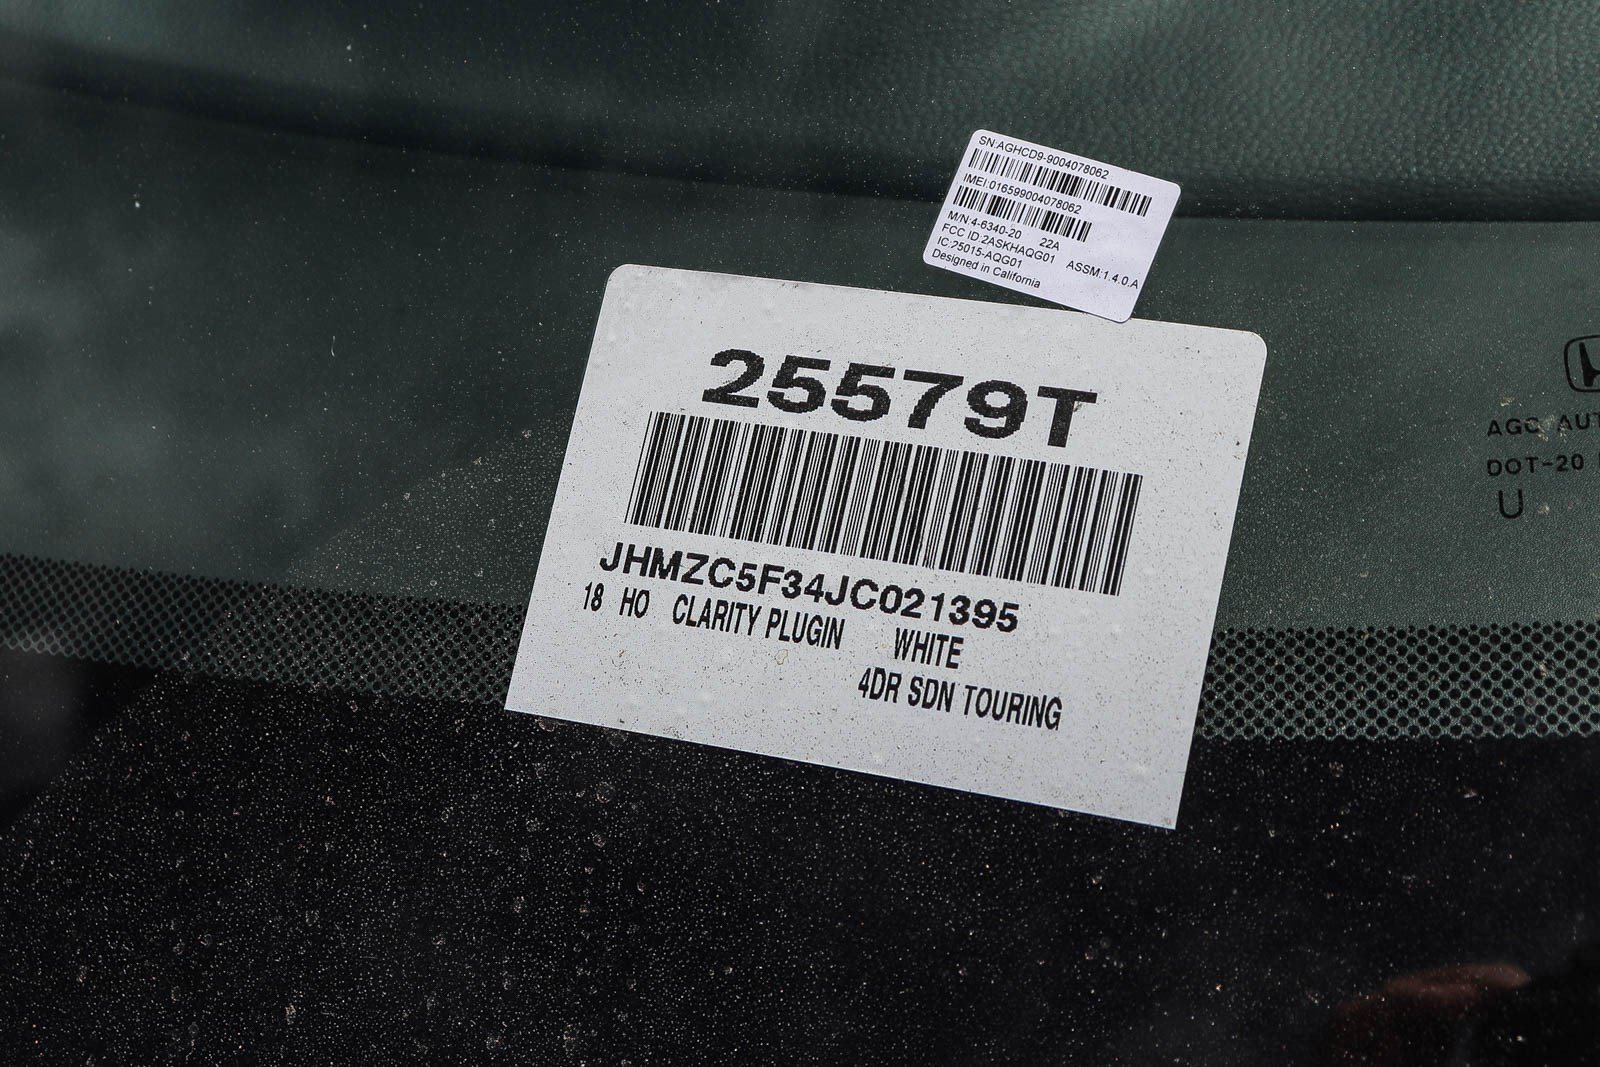 SN:AGHCD9-9004078062
IMEI:016599004078062
M/N:4-6340-20 22A
FCC ID:2ASKHAQG01 ASSM:1.4.0.A
IC:25015-AQG01
Designed in California
25579T
JHMZC5F34JC021395
18 HO CLARITY PLUGIN WHITE
4DR SDN TOURING
AGC
DOT-20
U